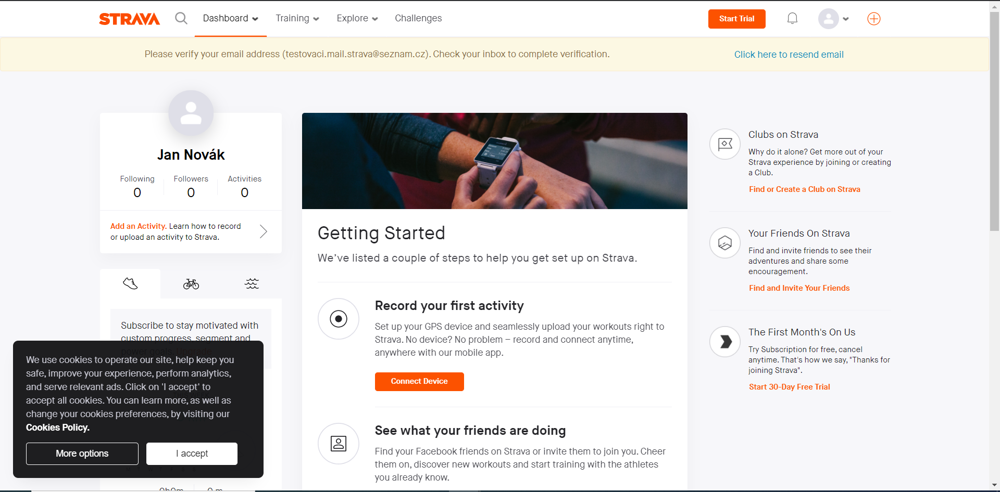 STRAVA
Dashboard
Training
Explore
Challenges
Start Trial
Please verify your email address (testovaci.mail.strava@seznam.cz). Check your inbox to complete verification.
Click here to resend email
Jan Novák
Following
Followers
Activities
0
0
0
Add an Activity. Learn how to record
or upload an activity to Strava.
Subscribe to stay motivated with
custom progress, segment and
power goals. Upgrade
We use cookies to operate our site, help keep you
safe, improve your experience, perform analytics,
and serve relevant ads. Click on 'I accept' to
accept all cookies. You can learn more, as well as
change your cookies preferences, by visiting our
Cookies Policy.
More options
I accept
0h0m
0 m
Getting Started
We've listed a couple of steps to help you get set up on Strava.
Record your first activity
Set up your GPS device and seamlessly upload your workouts right to
Strava. No device? No problem – record and connect anytime,
anywhere with our mobile app.
Connect Device
See what your friends are doing
Find your Facebook friends on Strava or invite them to join you. Cheer
them on, discover new workouts and start training with the athletes
you already know.
Clubs on Strava
Why do it alone? Get more out of your
Strava experience by joining or creating
a Club.
Find or Create a Club on Strava
Your Friends On Strava
Find and invite friends to see their
adventures and share some
encouragement.
Find and Invite Your Friends
The First Month's On Us
Try Subscription for free, cancel
anytime. That's how we say, "Thanks for
joining Strava".
Start 30-Day Free Trial